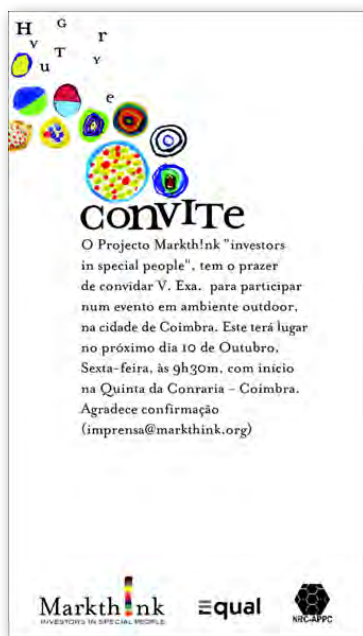 H G r
v T
u Y
e
conVITe
O Projecto Markth!nk "investors
in special people", tem o prazer
de convidar V. Exa. para participar
num evento em ambiente outdoor,
na cidade de Coimbra. Este terá lugar
no próximo dia 10 de Outubro,
Sexta-feira, às 9h30m, com início
na Quinta da Conraria – Coimbra.
Agradece confirmação
(imprensa@markthink.org)
Markth!nk
INVESTORS IN SPECIAL PEOPLE
Equal
NRC-APPC